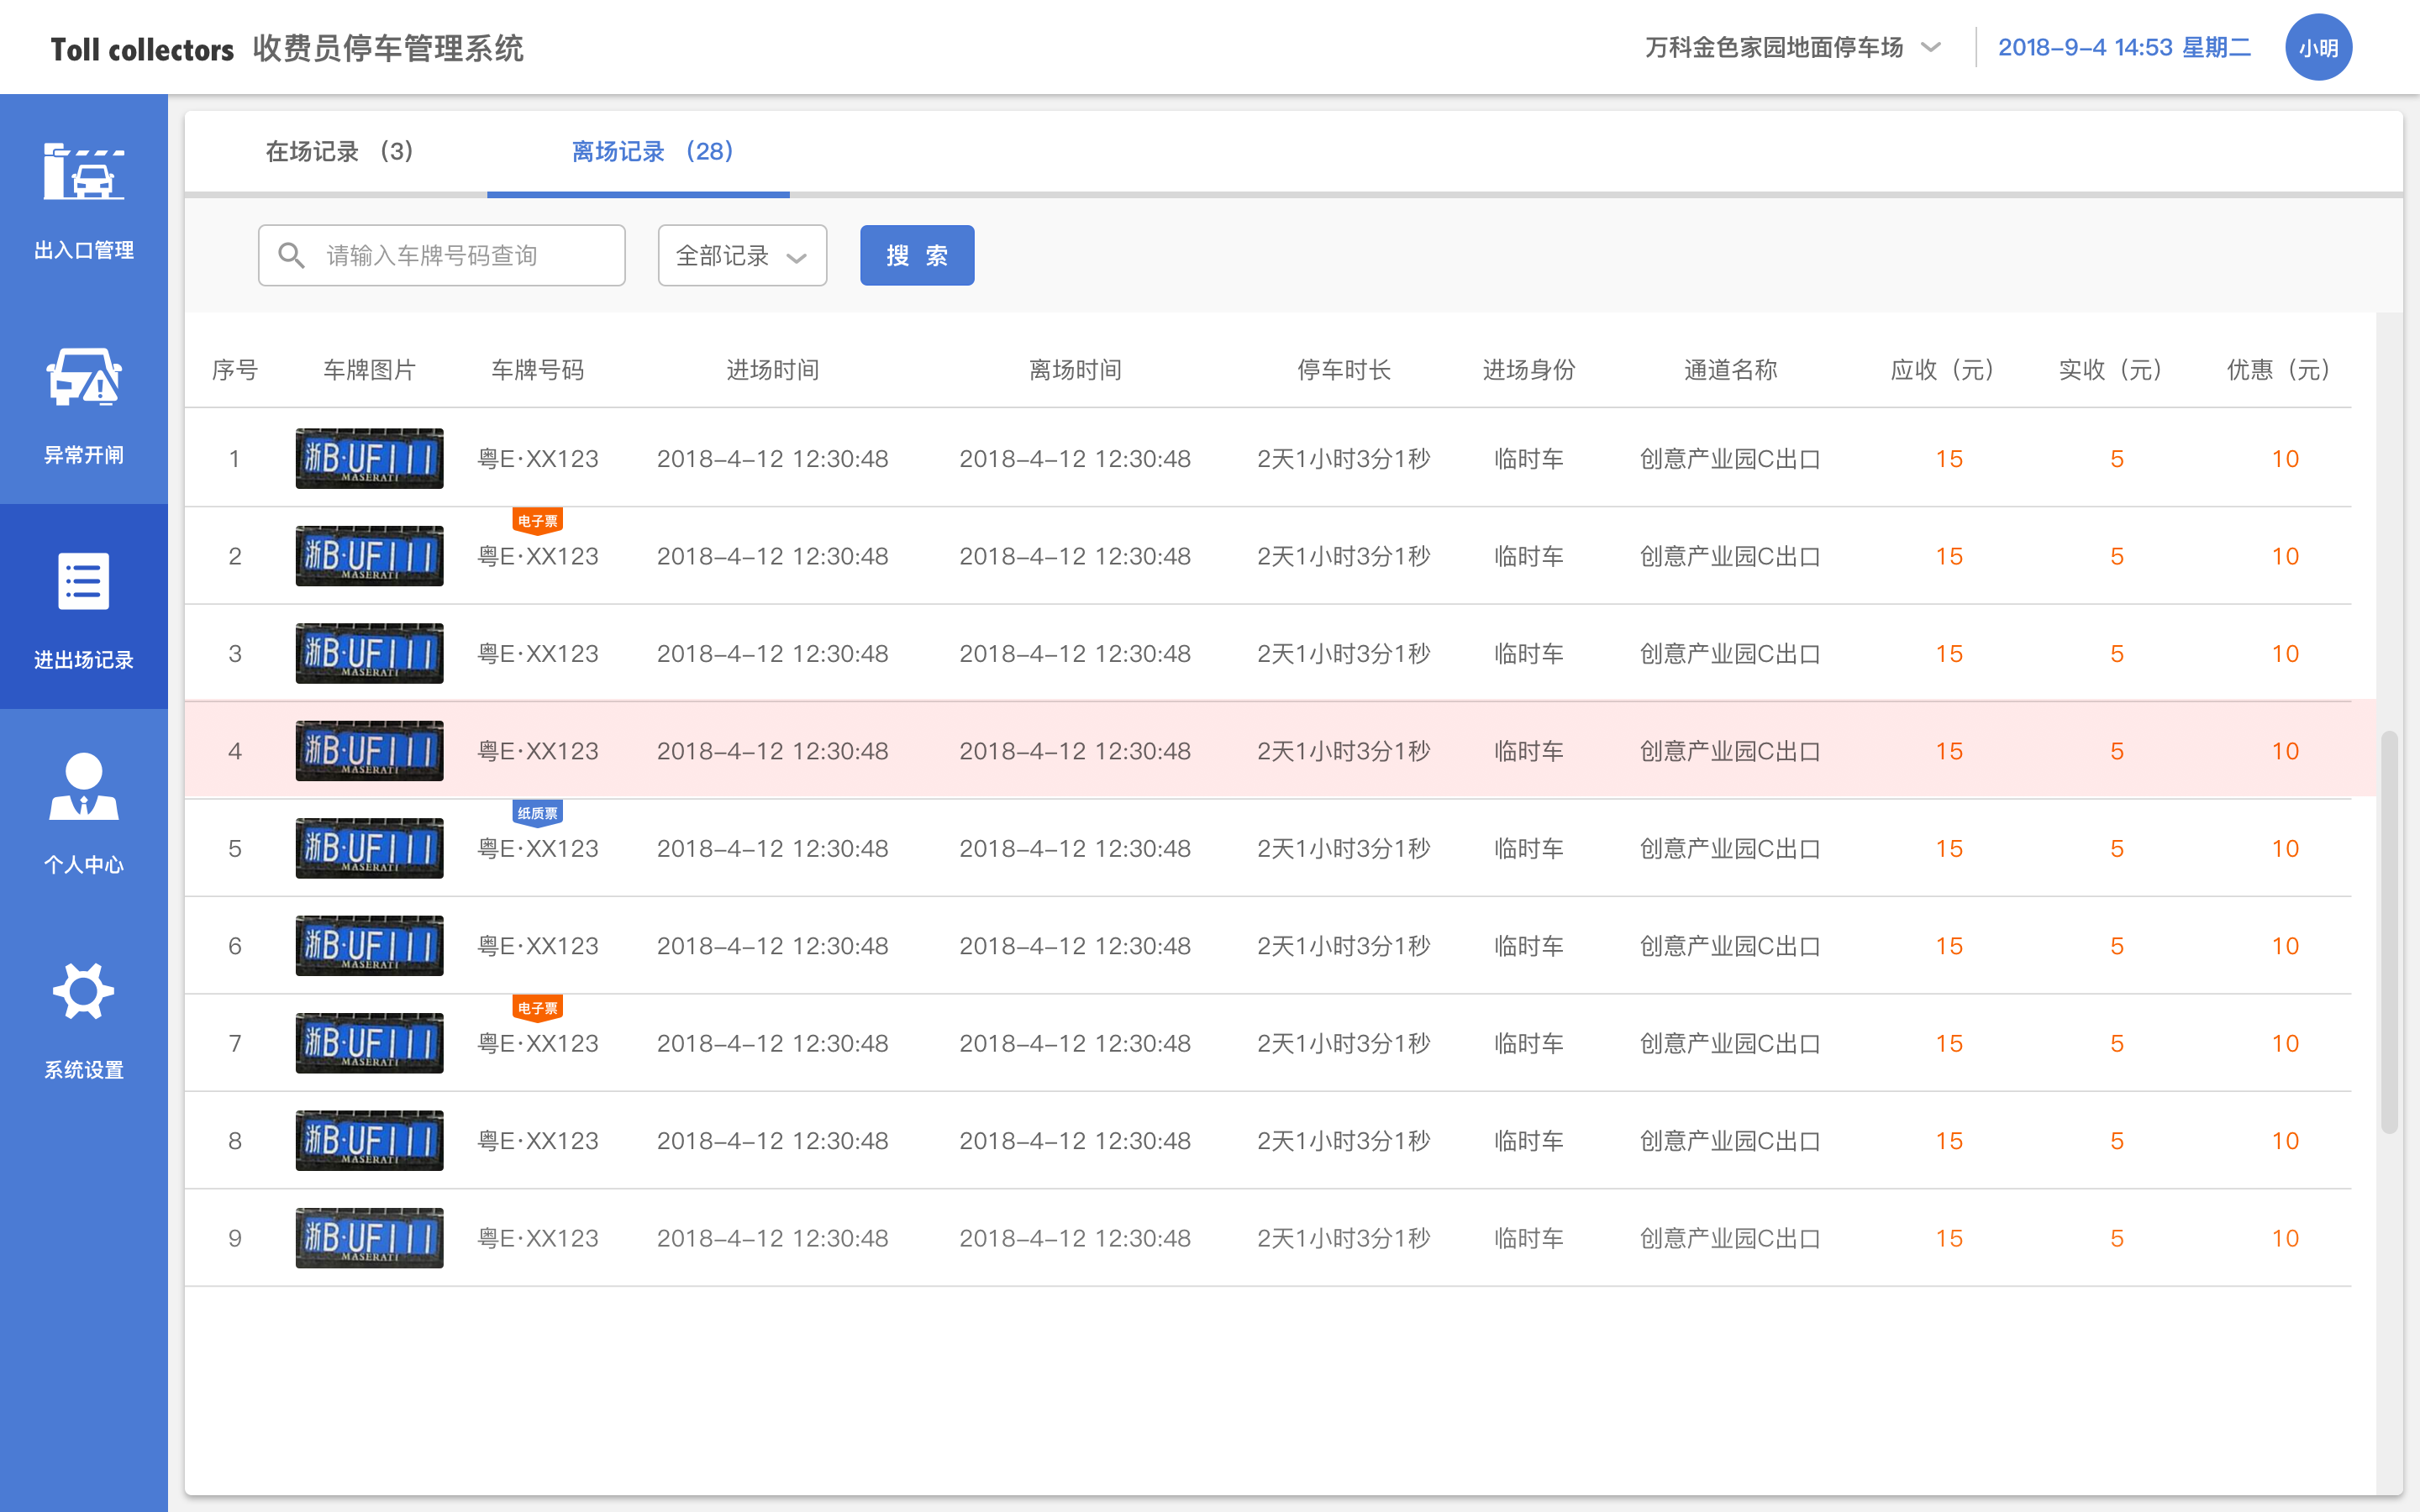 Toll collectors 收费员停车管理系统
万科金色家园地面停车场 2018-9-4 14:53 星期二 小明
出入口管理
异常开闸
进出场记录
个人中心
系统设置
在场记录 (3) 离场记录 (28)
请输入车牌号码查询 全部记录 搜 索
序号 车牌图片 车牌号码 进场时间 离场时间 停车时长 进场身份 通道名称 应收 (元) 实收 (元) 优惠 (元)
1 浙B·UF111 MASERATI 粤E·XX123 2018-4-12 12:30:48 2018-4-12 12:30:48 2天1小时3分1秒 临时车 创意产业园C出口 15 5 10
电子票
2 浙B·UF111 MASERATI 粤E·XX123 2018-4-12 12:30:48 2018-4-12 12:30:48 2天1小时3分1秒 临时车 创意产业园C出口 15 5 10
3 浙B·UF111 MASERATI 粤E·XX123 2018-4-12 12:30:48 2018-4-12 12:30:48 2天1小时3分1秒 临时车 创意产业园C出口 15 5 10
4 浙B·UF111 MASERATI 粤E·XX123 2018-4-12 12:30:48 2018-4-12 12:30:48 2天1小时3分1秒 临时车 创意产业园C出口 15 5 10
纸质票
5 浙B·UF111 MASERATI 粤E·XX123 2018-4-12 12:30:48 2018-4-12 12:30:48 2天1小时3分1秒 临时车 创意产业园C出口 15 5 10
6 浙B·UF111 MASERATI 粤E·XX123 2018-4-12 12:30:48 2018-4-12 12:30:48 2天1小时3分1秒 临时车 创意产业园C出口 15 5 10
电子票
7 浙B·UF111 MASERATI 粤E·XX123 2018-4-12 12:30:48 2018-4-12 12:30:48 2天1小时3分1秒 临时车 创意产业园C出口 15 5 10
8 浙B·UF111 MASERATI 粤E·XX123 2018-4-12 12:30:48 2018-4-12 12:30:48 2天1小时3分1秒 临时车 创意产业园C出口 15 5 10
9 浙B·UF111 MASERATI 粤E·XX123 2018-4-12 12:30:48 2018-4-12 12:30:48 2天1小时3分1秒 临时车 创意产业园C出口 15 5 10